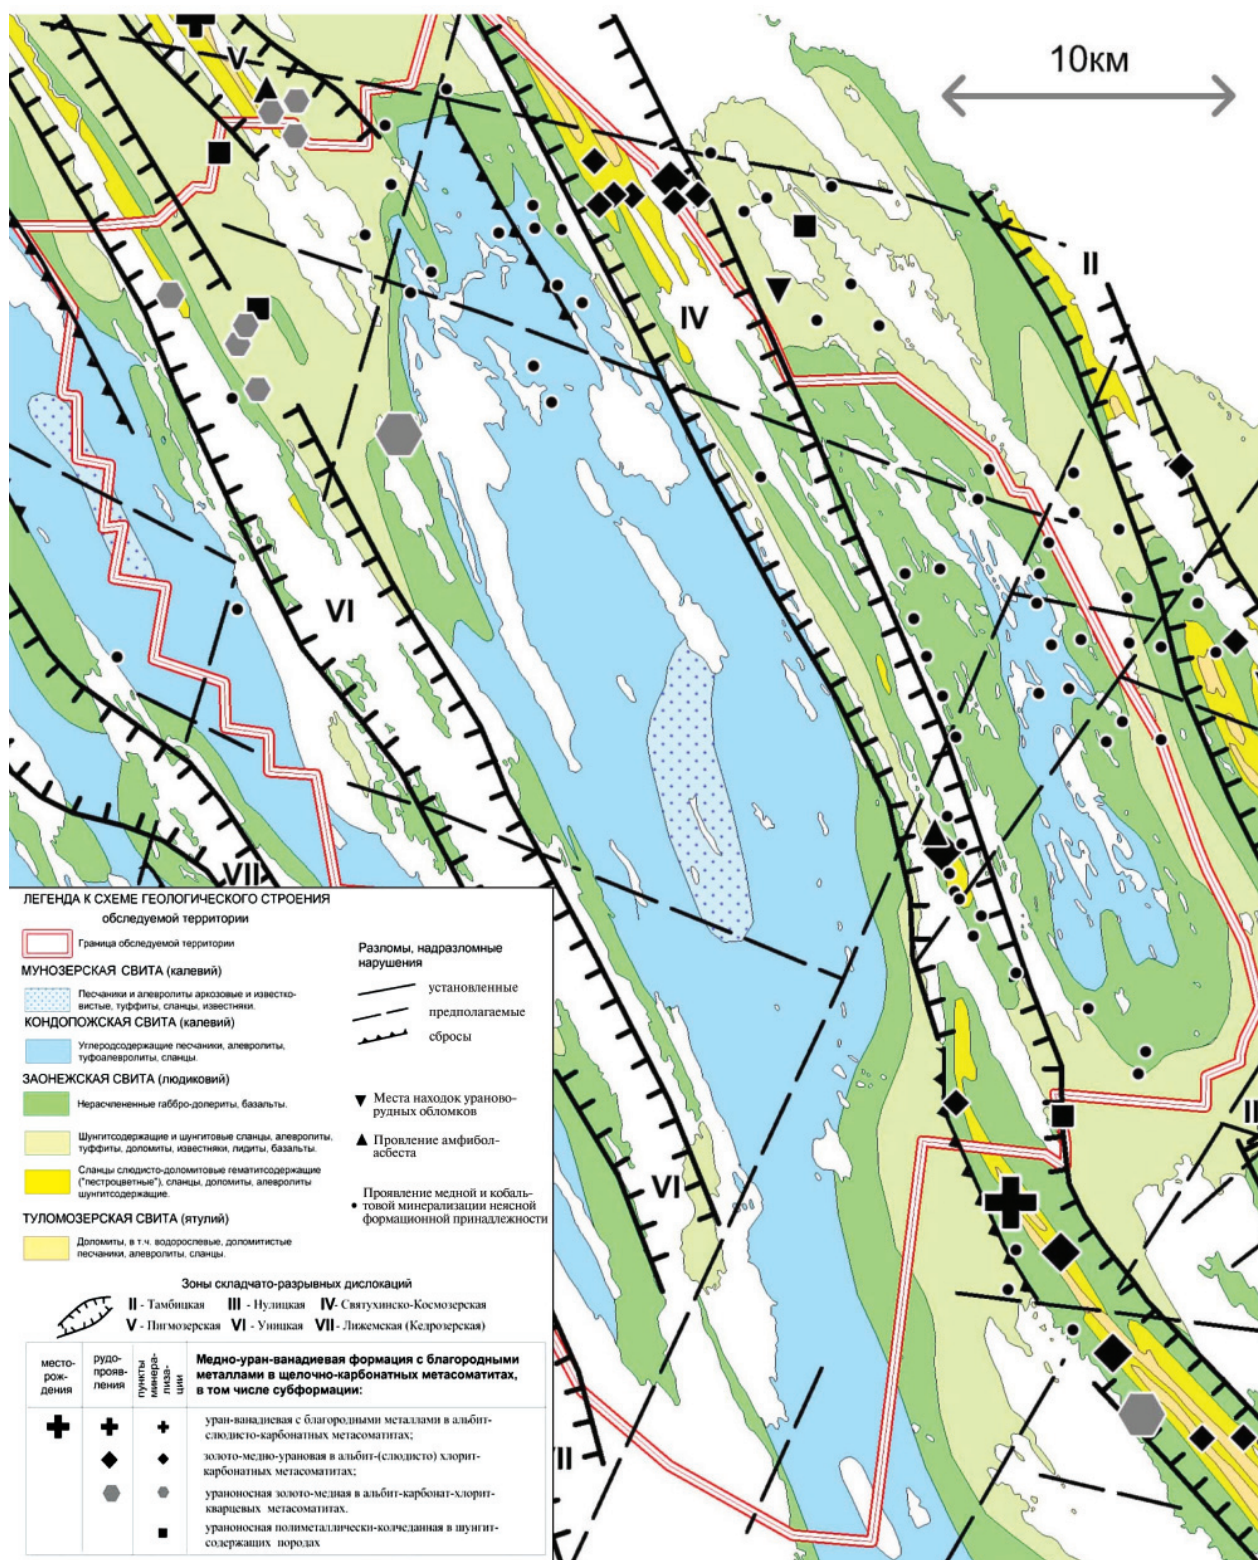 10км
V
II
IV
VI
VII
II
VI
VII
ЛЕГЕНДА К СХЕМЕ ГЕОЛОГИЧЕСКОГО СТРОЕНИЯ
обследуемой территории
Граница обследуемой территории
МУНОЗЕРСКАЯ СВИТА (калевий)
Песчаники и алевролиты аркозовые и известко-
вистые, туффиты, сланцы, известняки.
КОНДОПОЖСКАЯ СВИТА (калевий)
Углеродсодержащие песчаники, алевролиты,
туфоалевролиты, сланцы.
ЗАОНЕЖСКАЯ СВИТА (людиковий)
Нерасчлененные габбро-долериты, базальты.
Шунгитсодержащие и шунгитовые сланцы, алевролиты,
туффиты, доломиты, известняки, лидиты, базальты.
Сланцы слюдисто-доломитовые гематитсодержащие
("пестроцветные"), сланцы, доломиты, алевролиты
шунгитсодержащие.
ТУЛОМОЗЕРСКАЯ СВИТА (ятулий)
Доломиты, в т.ч. водорослевые, доломитистые
песчаники, алевролиты, сланцы.
Разломы, надразломные
нарушения
установленные
предполагаемые
сбросы
Места находок ураново-
рудных обломков
Провление амфибол-
асбеста
Проявление медной и кобаль-
товой минерализации неясной
формационной принадлежности
Зоны складчато-разрывных дислокаций
II - Тамбицкая III - Нулицкая IV- Святухинско-Космозерская
V - Пигмозерская VI - Уницкая VII - Лижемская (Кедрозерская)
место-
рож-
дения
рудо-
прояв-
ления
пункты
минера-
лиза-
ции
Медно-уран-ванадиевая формация с благородными
металлами в щелочно-карбонатных метасоматитах,
в том числе субформации:
уран-ванадиевая с благородными металлами в альбит-
слюдисто-карбонатных метасоматитах;
золото-медно-урановая в альбит-(слюдисто) хлорит-
карбонатных метасоматитах;
ураноносная золото-медная в альбит-карбонат-хлорит-
кварцевых метасоматитах.
ураноносная полиметаллически-колчеданная в шунгит-
содержащих породах